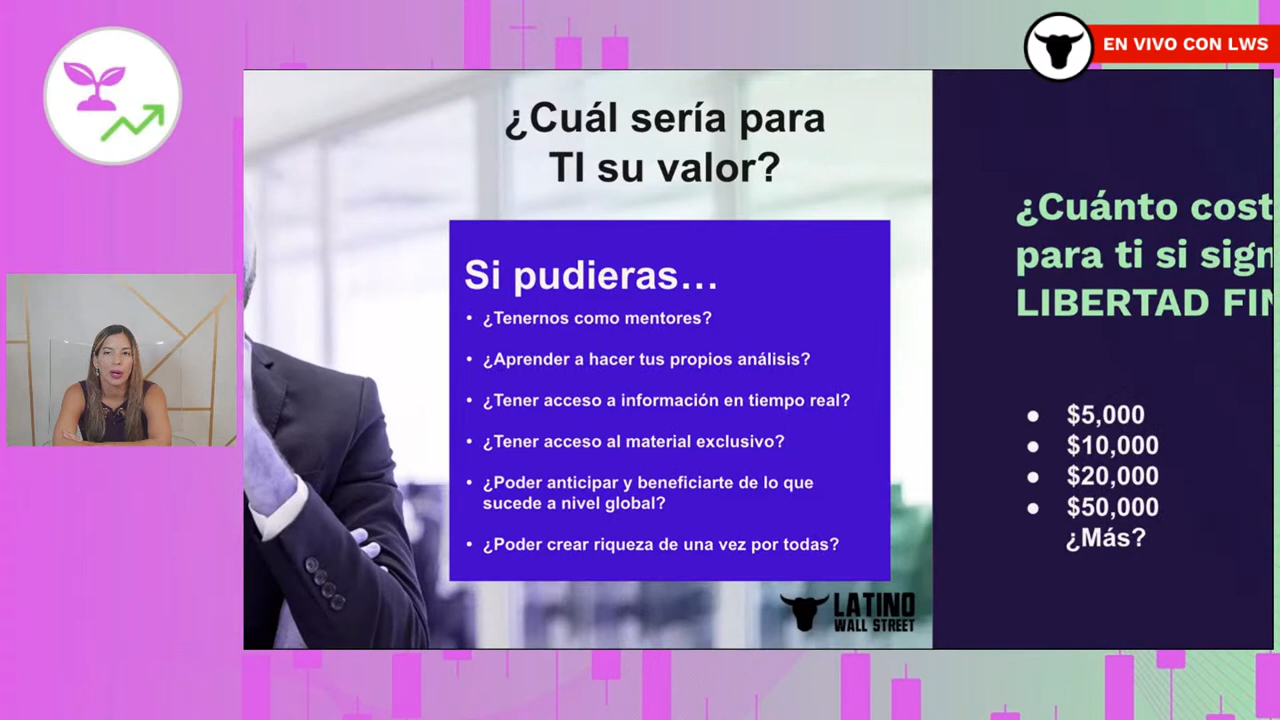 EN VIVO CON LWS
¿Cuál sería para
TI su valor?
Si pudieras...
• ¿Tenernos como mentores?
• ¿Aprender a hacer tus propios análisis?
• ¿Tener acceso a información en tiempo real?
• ¿Tener acceso al material exclusivo?
• ¿Poder anticipar y beneficiarte de lo que
sucede a nivel global?
• ¿Poder crear riqueza de una vez por todas?
LATINO
WALL STREET
¿Cuánto cost
para ti si sign
LIBERTAD FIN
• $5,000
• $10,000
• $20,000
• $50,000
¿Más?